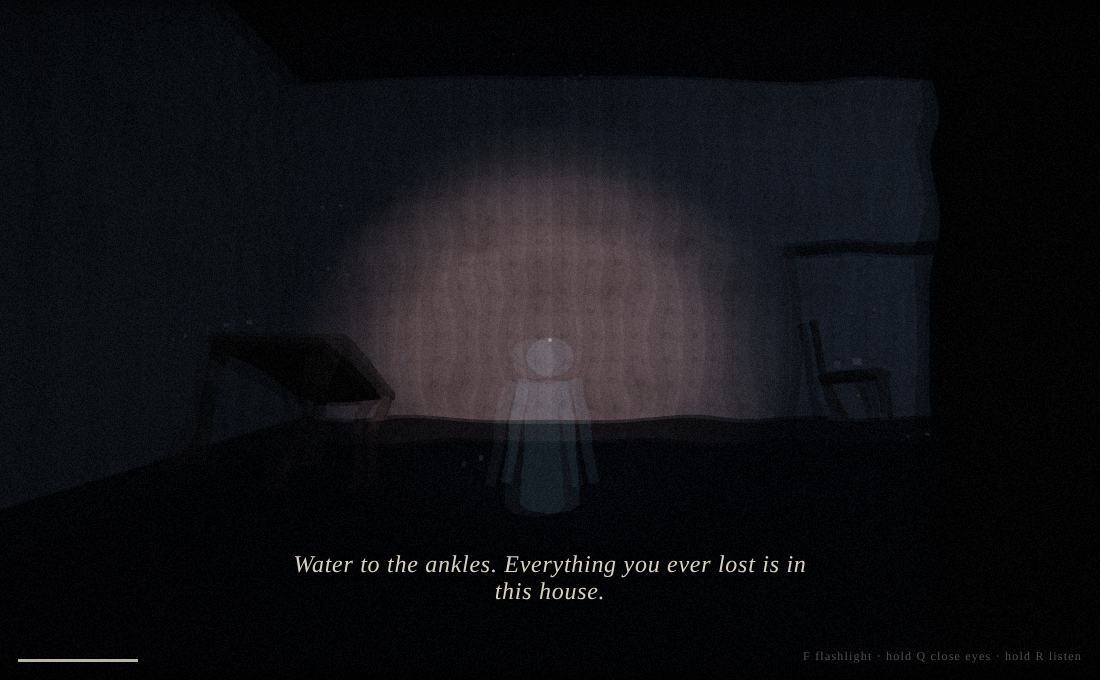 Water to the ankles. Everything you ever lost is in
this house.
F flashlight · hold Q close eyes · hold R listen